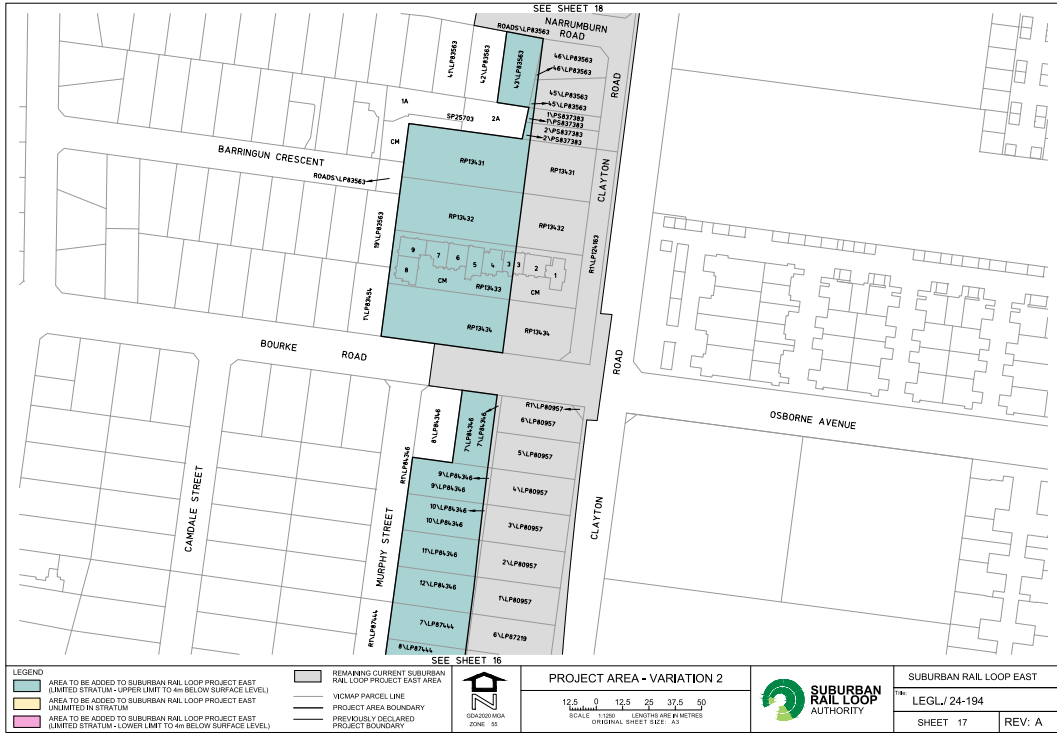 SEE SHEET 18
NARRUMBURN
ROAD
ROADS\LP83563
41\LP83563
42\LP83563
43\LP83563
46\LP83563
46\LP83563
45\LP83563
45\LP83563
1\PS837383
1\PS837383
2\PS837383
2\PS837383
1A
SP25703
2A
CM
ROAD
CLAYTON
BARRINGUN CRESCENT
ROADS\LP83563
RP13431
RP13431
19\LP83563
RP13432
RP13432
R1\LP124163
9
7
6
5
4
3
3
2
1
8
CM
RP13433
CM
1\LP83454
RP13434
RP13434
BOURKE ROAD
ROAD
OSBORNE AVENUE
8\LP84346
7\LP84346
7\LP84346
R1\LP80957
6\LP80957
R1\LP84346
5\LP80957
9\LP84346
9\LP84346
4\LP80957
10\LP84346
10\LP84346
3\LP80957
CAMDALE STREET
MURPHY STREET
CLAYTON
11\LP84346
2\LP80957
12\LP84346
1\LP80957
7\LP87444
6\LP87219
R1\LP87444
8\LP87444
SEE SHEET 16
LEGEND
AREA TO BE ADDED TO SUBURBAN RAIL LOOP PROJECT EAST
(LIMITED STRATUM - UPPER LIMIT TO 4m BELOW SURFACE LEVEL)
AREA TO BE ADDED TO SUBURBAN RAIL LOOP PROJECT EAST
UNLIMITED IN STRATUM
AREA TO BE ADDED TO SUBURBAN RAIL LOOP PROJECT EAST
(LIMITED STRATUM - LOWER LIMIT TO 4m BELOW SURFACE LEVEL)
REMAINING CURRENT SUBURBAN
RAIL LOOP PROJECT EAST AREA
VICMAP PARCEL LINE
PROJECT AREA BOUNDARY
PREVIOUSLY DECLARED
PROJECT BOUNDARY
N
GDA2020 MGA
ZONE 55
PROJECT AREA - VARIATION 2
12.5 0 12.5 25 37.5 50
SCALE 1:1250 LENGTHS ARE IN METRES
ORIGINAL SHEET SIZE: A3
SUBURBAN
RAIL LOOP
AUTHORITY
SUBURBAN RAIL LOOP EAST
Title:
LEGL./ 24-194
SHEET 17
REV: A